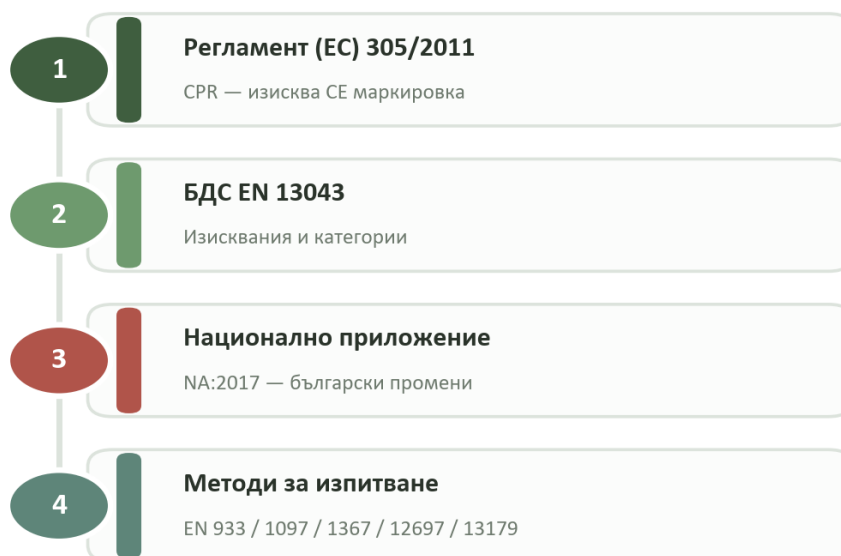 1
Регламент (ЕС) 305/2011
CPR — изисква CE маркировка
2
БДС EN 13043
Изисквания и категории
3
Национално приложение
NA:2017 — български промени
4
Методи за изпитване
EN 933 / 1097 / 1367 / 12697 / 13179